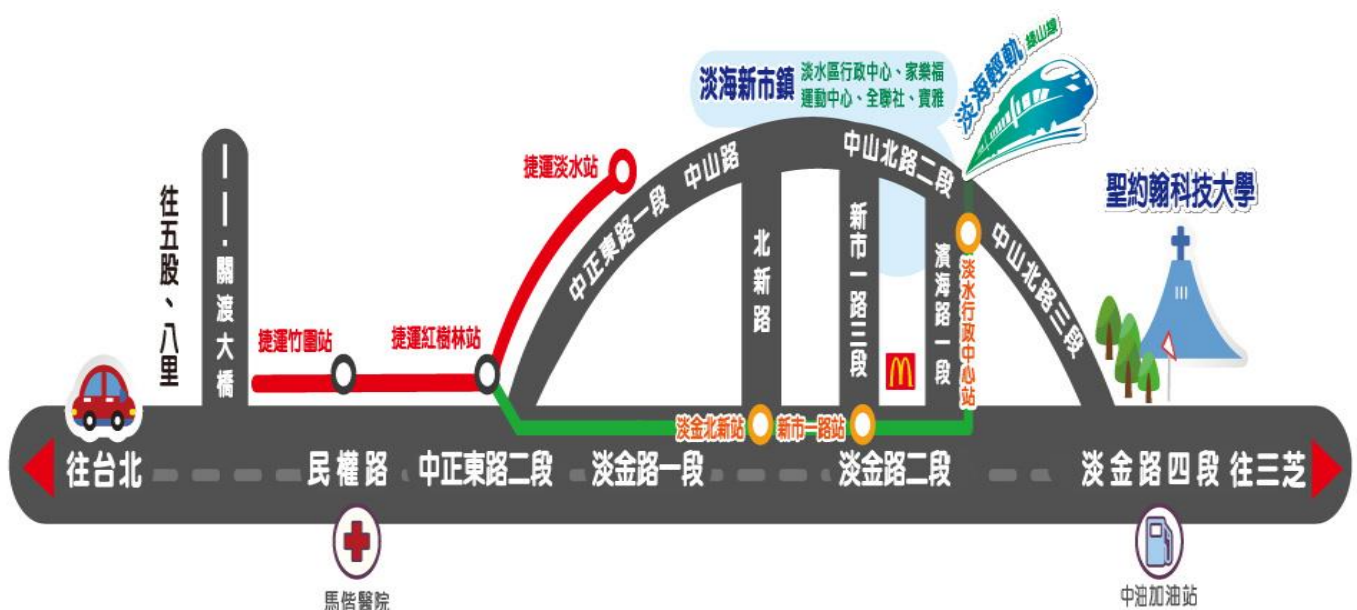 淡海輕軌 綠山線
淡海新市鎮
淡水區行政中心、家樂福
運動中心、全聯社、寶雅
捷運淡水站
中正東路一段
中山路
中山北路二段
中山北路三段
聖約翰科技大學
往五股、八里
關渡大橋
捷運竹圍站
捷運紅樹林站
北新路
新市一路三段
濱海路一段
淡水行政中心站
淡金北新站
新市一路站
往台北
民權路
中正東路二段
淡金路一段
淡金路二段
淡金路四段
往三芝
馬偕醫院
中油加油站